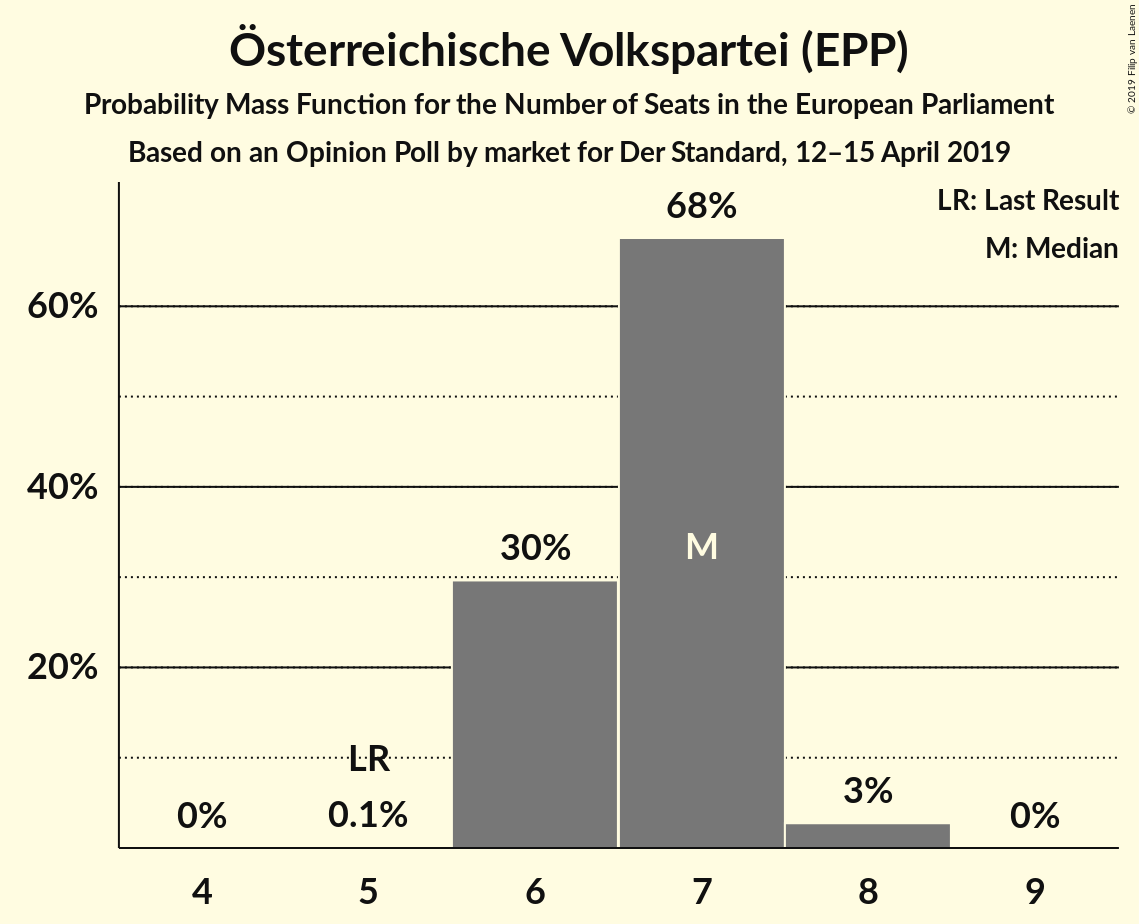 Österreichische Volkspartei (EPP)
Probability Mass Function for the Number of Seats in the European Parliament
Based on an Opinion Poll by market for Der Standard, 12–15 April 2019
© 2019 Filip van Laenen
LR: Last Result
M: Median
68%
60%
40%
30%
M
20%
LR
0%
0.1%
3%
0%
4
5
6
7
8
9